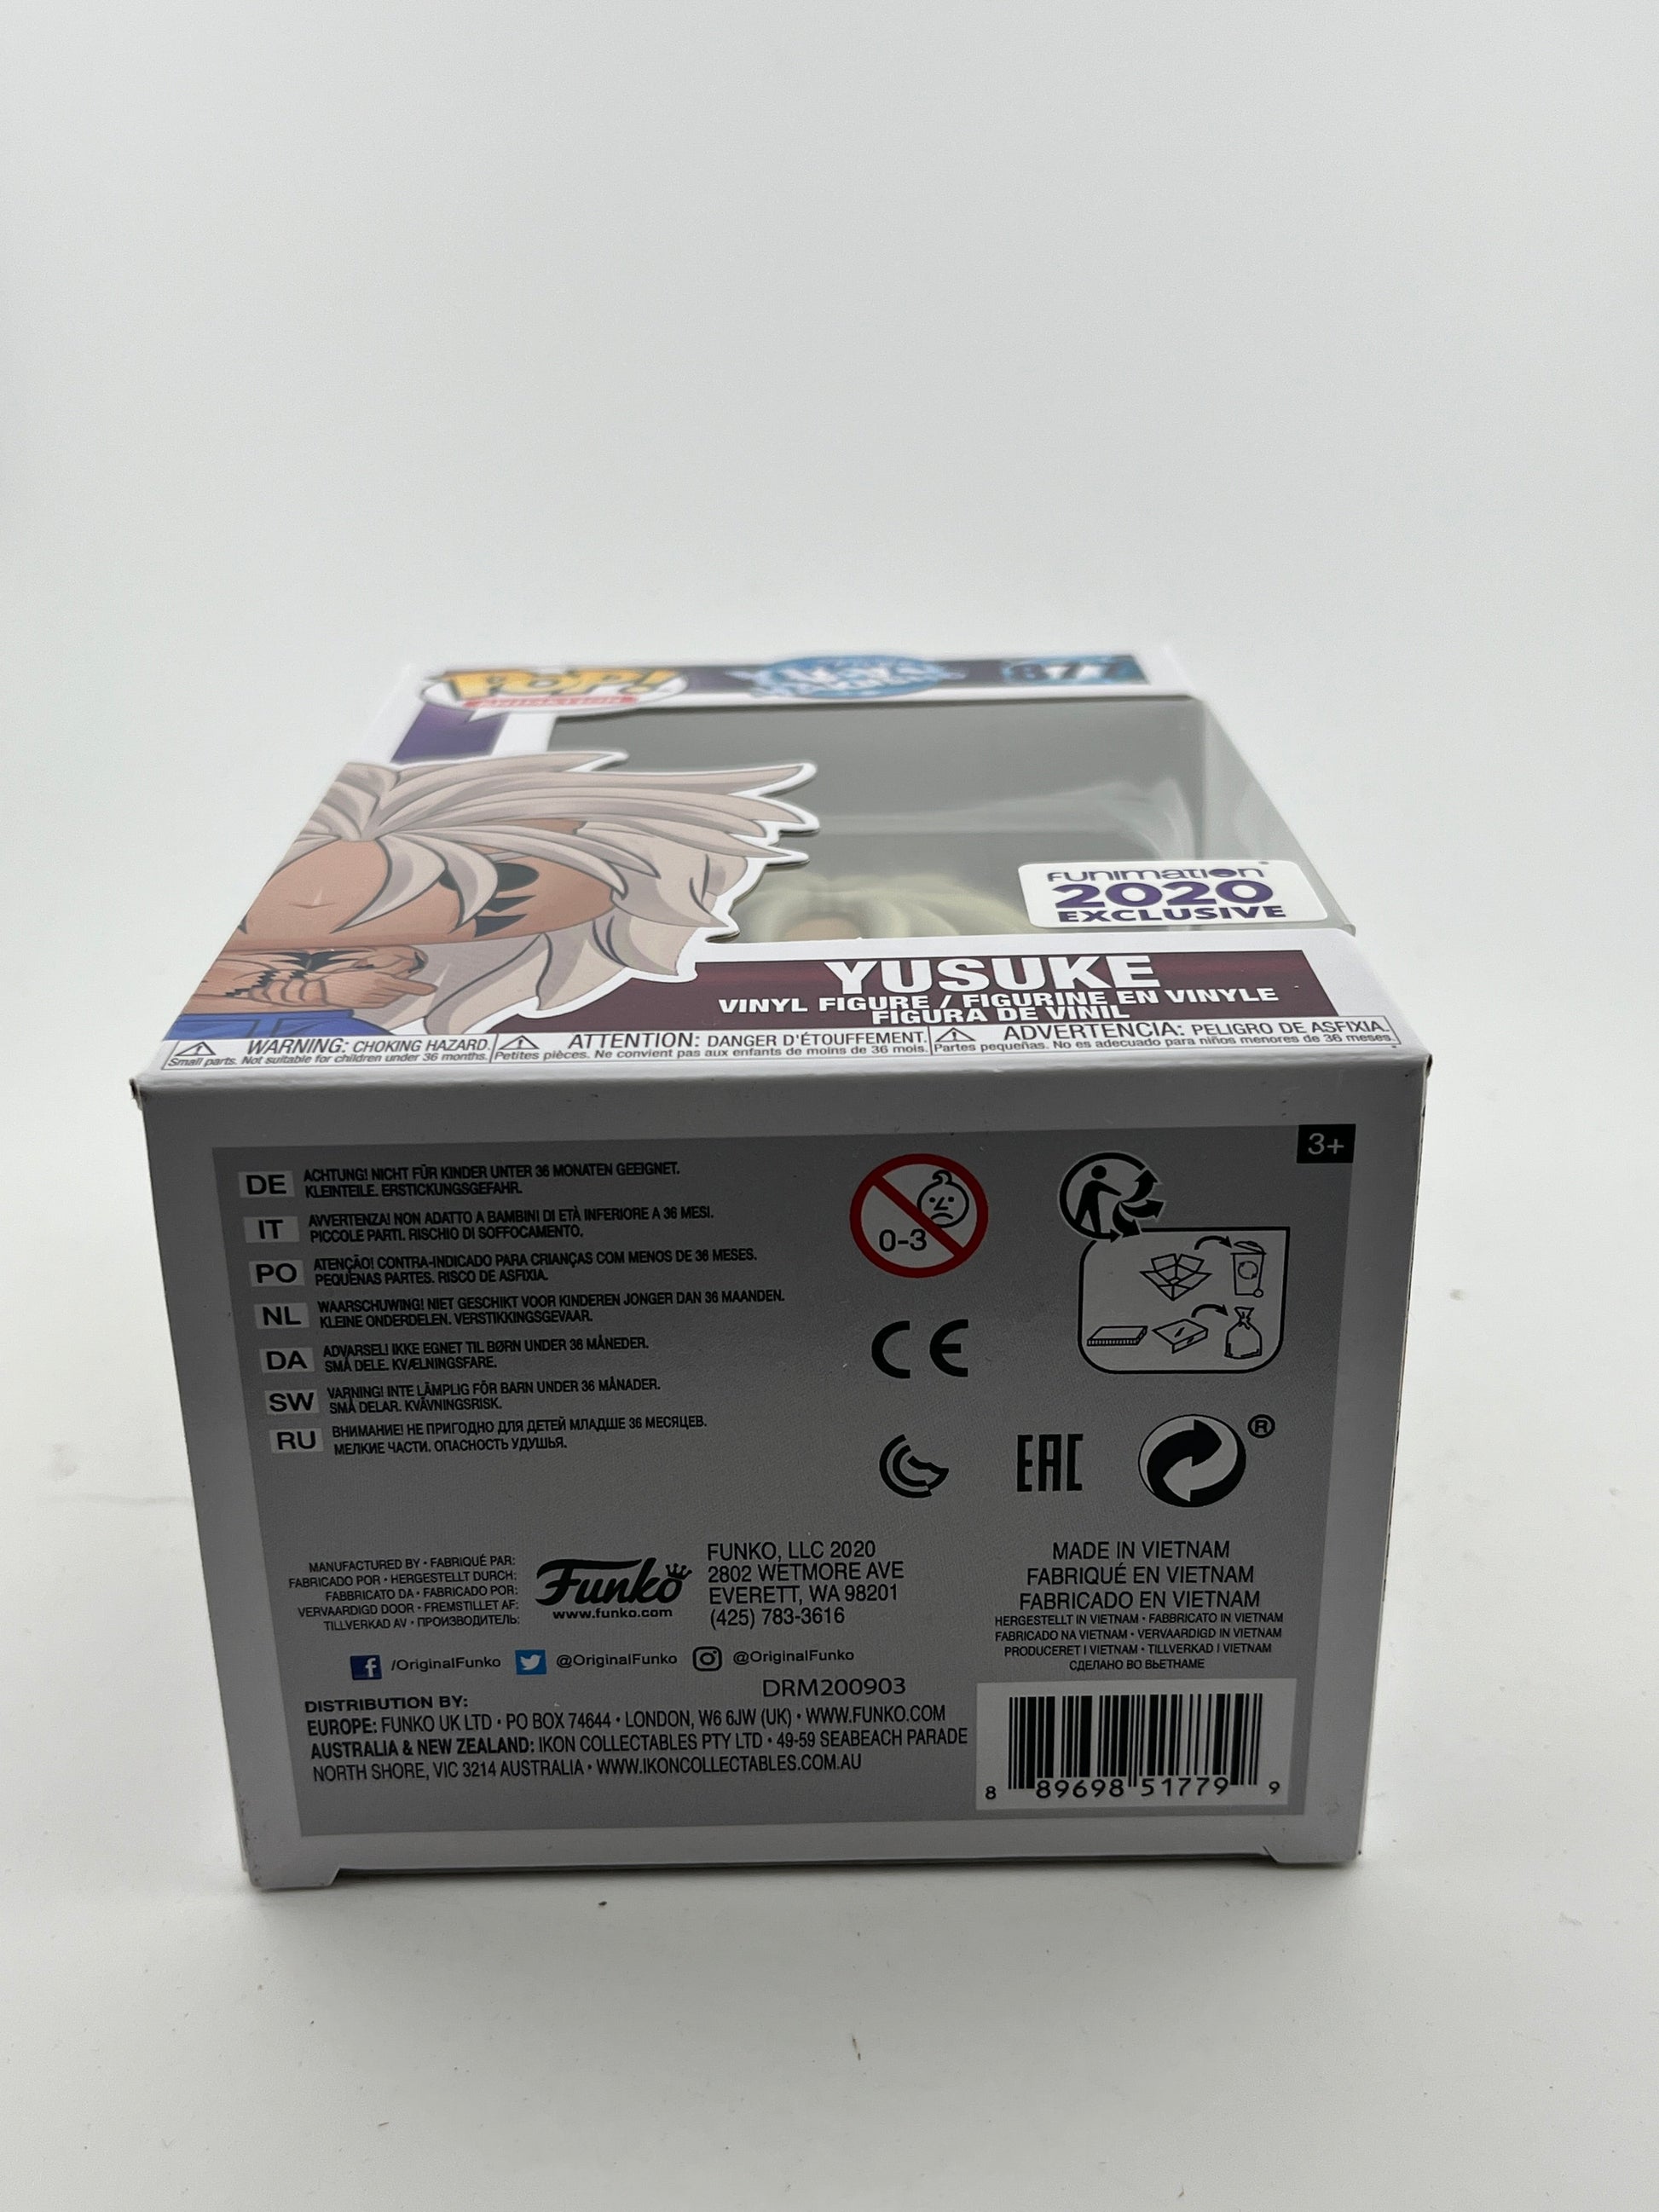 POP!
ANIMATION
877
funimation
2020
EXCLUSIVE
YUSUKE
VINYL FIGURE / FIGURINE EN VINYLE
FIGURA DE VINIL
WARNING: CHOKING HAZARD.
Small parts. Not suitable for children under 36 months.
ATTENTION: DANGER D'ÉTOUFFEMENT.
Petites pièces. Ne convient pas aux enfants de moins de 36 mois.
ADVERTENCIA: PELIGRO DE ASFIXIA.
Partes pequeñas. No es adecuado para niños menores de 36 meses.
3+
DE ACHTUNG! NICHT FÜR KINDER UNTER 36 MONATEN GEEIGNET.
KLEINTEILE. ERSTICKUNGSGEFAHR.
IT AVVERTENZA! NON ADATTO A BAMBINI DI ETÀ INFERIORE A 36 MESI.
PICCOLE PARTI. RISCHIO DI SOFFOCAMENTO.
PO ATENÇÃO! CONTRA-INDICADO PARA CRIANÇAS COM MENOS DE 36 MESES.
PEQUENAS PARTES. RISCO DE ASFIXIA.
NL WAARSCHUWING! NIET GESCHIKT VOOR KINDEREN JONGER DAN 36 MAANDEN.
KLEINE ONDERDELEN. VERSTIKKINGSGEVAAR.
DA ADVARSEL! IKKE EGNET TIL BØRN UNDER 36 MÅNEDER.
SMÅ DELE. KVÆLNINGSFARE.
SW VARNING! INTE LÄMPLIG FÖR BARN UNDER 36 MÅNADER.
SMÅ DELAR. KVÄVNINGSRISK.
RU ВНИМАНИЕ! НЕ ПРИГОДНО ДЛЯ ДЕТЕЙ МЛАДШЕ 36 МЕСЯЦЕВ.
МЕЛКИЕ ЧАСТИ. ОПАСНОСТЬ УДУШЬЯ.
0-3
CE
EAC
®
MANUFACTURED BY • FABRIQUÉ PAR:
FABRICADO POR • HERGESTELLT DURCH:
FABBRICATO DA • FABRICADO POR:
VERVAARDIGD DOOR • FREMSTILLET AF:
TILLVERKAD AV • ПРОИЗВОДИТЕЛЬ:
Funko
www.funko.com
FUNKO, LLC 2020
2802 WETMORE AVE
EVERETT, WA 98201
(425) 783-3616
MADE IN VIETNAM
FABRIQUÉ EN VIETNAM
FABRICADO EN VIETNAM
HERGESTELLT IN VIETNAM • FABBRICATO IN VIETNAM
FABRICADO NA VIETNAM • VERVAARDIGD IN VIETNAM
PRODUCERET I VIETNAM • TILLVERKAD I VIETNAM
СДЕЛАНО ВО ВЬЕТНАМЕ
/OriginalFunko @OriginalFunko @OriginalFunko
DRM200903
DISTRIBUTION BY:
EUROPE: FUNKO UK LTD • PO BOX 74644 • LONDON, W6 6JW (UK) • WWW.FUNKO.COM
AUSTRALIA & NEW ZEALAND: IKON COLLECTABLES PTY LTD • 49-59 SEABEACH PARADE
NORTH SHORE, VIC 3214 AUSTRALIA • WWW.IKONCOLLECTABLES.COM.AU
8 89698 51779 9